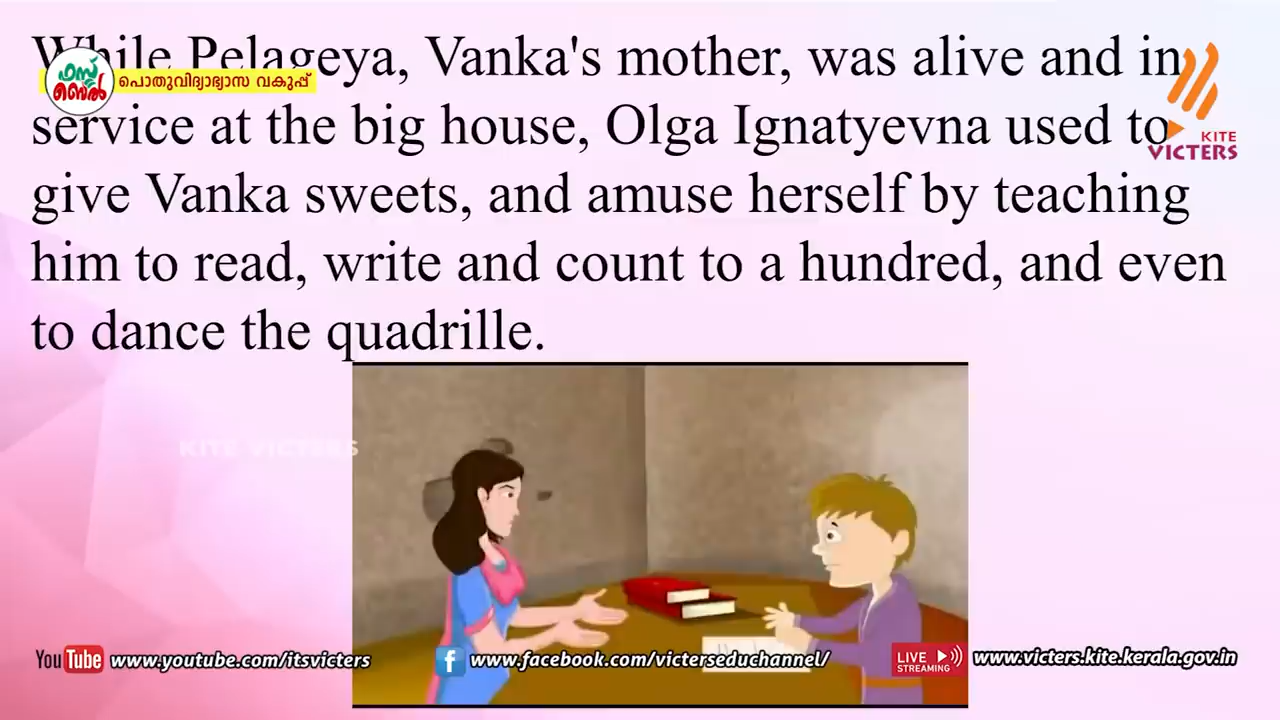 While Pelageya, Vanka's mother, was alive and in
ഫസ്റ്റ്
ബെൽ
പൊതുവിദ്യാഭ്യാസ വകുപ്പ്
service at the big house, Olga Ignatyevna used to
KITE
VICTERS
give Vanka sweets, and amuse herself by teaching
him to read, write and count to a hundred, and even
to dance the quadrille.
KITE VICTERS
YouTube www.youtube.com/itsvicters
f www.facebook.com/victerseduchannel/
LIVE
STREAMING
www.victers.kite.kerala.gov.in